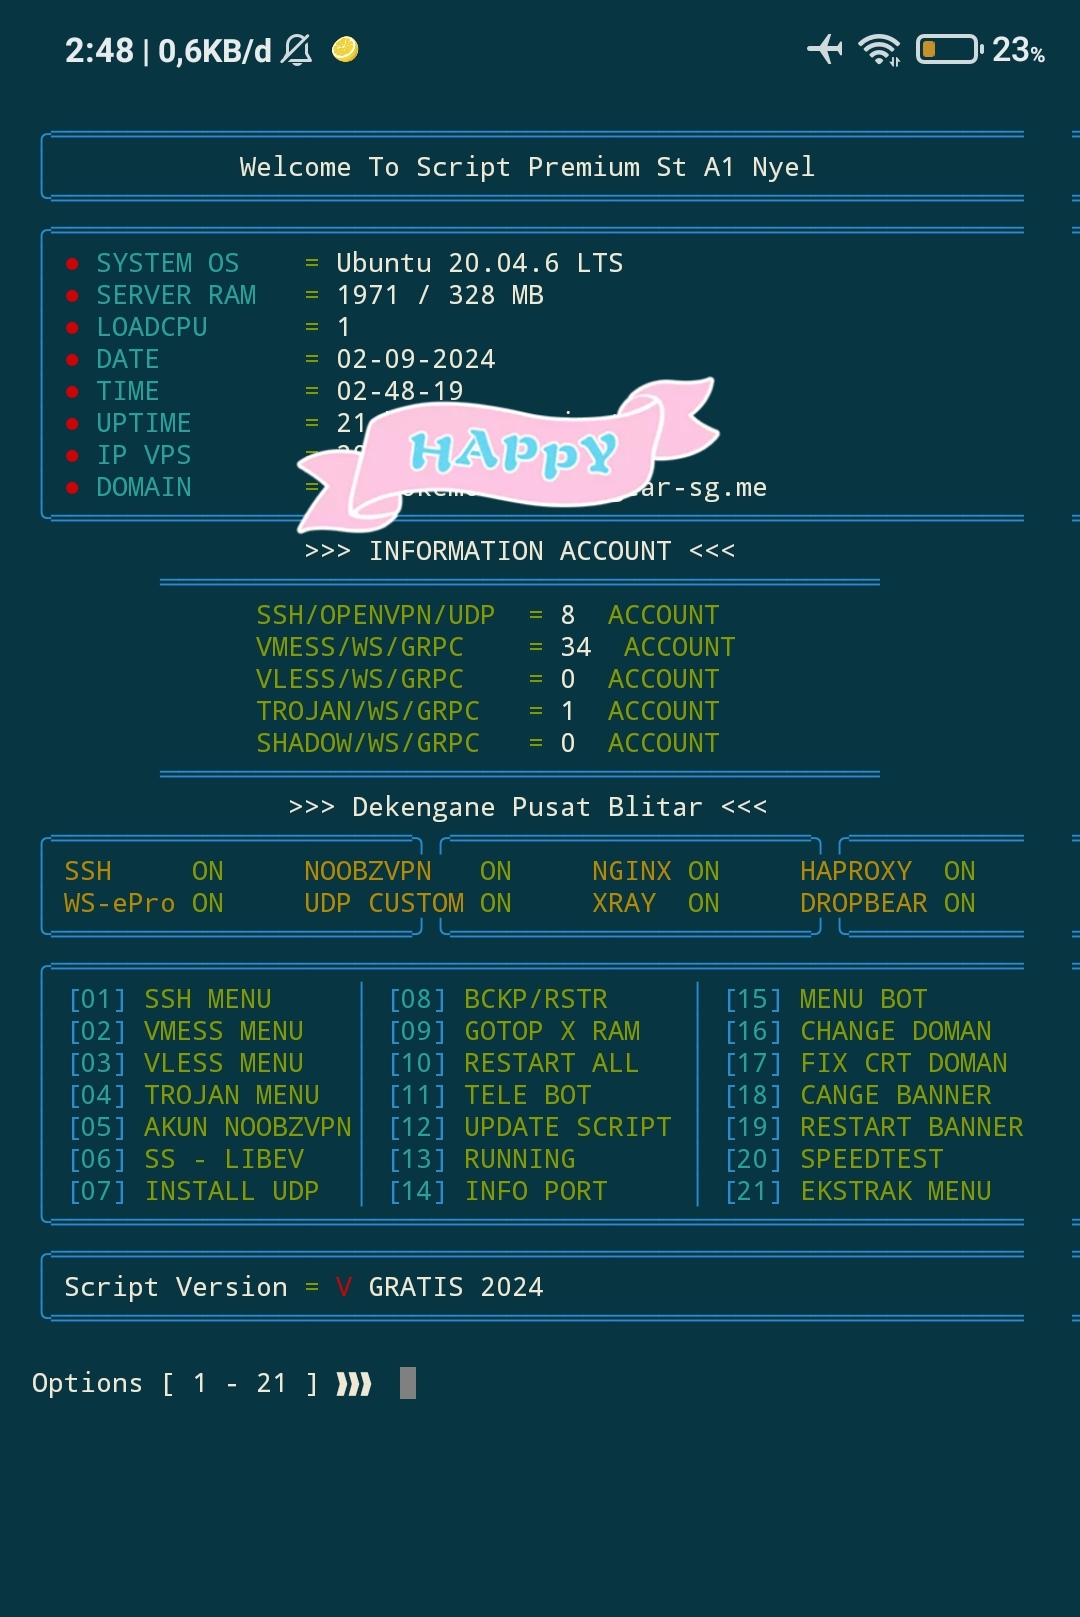 2:48 | 0,6KB/d 23%
Welcome To Script Premium St A1 Nyel
● SYSTEM OS = Ubuntu 20.04.6 LTS
● SERVER RAM = 1971 / 328 MB
● LOADCPU = 1
● DATE = 02-09-2024
● TIME = 02-48-19
● UPTIME = 21
HAPPY
● IP VPS =
● DOMAIN = ar-sg.me
>>> INFORMATION ACCOUNT <<<
SSH/OPENVPN/UDP = 8 ACCOUNT
VMESS/WS/GRPC = 34 ACCOUNT
VLESS/WS/GRPC = 0 ACCOUNT
TROJAN/WS/GRPC = 1 ACCOUNT
SHADOW/WS/GRPC = 0 ACCOUNT
>>> Dekengane Pusat Blitar <<<
SSH ON NOOBZVPN ON NGINX ON HAPROXY ON
WS-ePro ON UDP CUSTOM ON XRAY ON DROPBEAR ON
[01] SSH MENU | [08] BCKP/RSTR | [15] MENU BOT
[02] VMESS MENU | [09] GOTOP X RAM | [16] CHANGE DOMAN
[03] VLESS MENU | [10] RESTART ALL | [17] FIX CRT DOMAN
[04] TROJAN MENU | [11] TELE BOT | [18] CANGE BANNER
[05] AKUN NOOBZVPN | [12] UPDATE SCRIPT | [19] RESTART BANNER
[06] SS - LIBEV | [13] RUNNING | [20] SPEEDTEST
[07] INSTALL UDP | [14] INFO PORT | [21] EKSTRAK MENU
Script Version = V GRATIS 2024
Options [ 1 - 21 ] ❱❱❱